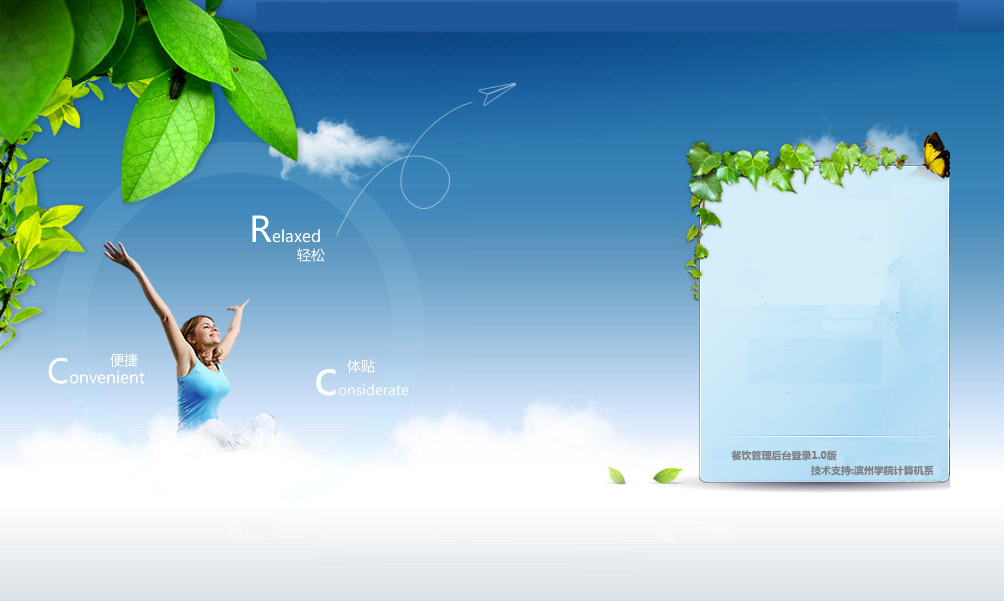 Relaxed
轻松
便捷
Convenient
体贴
Considerate
餐饮管理后台登录1.0版
技术支持:滨州学院计算机系